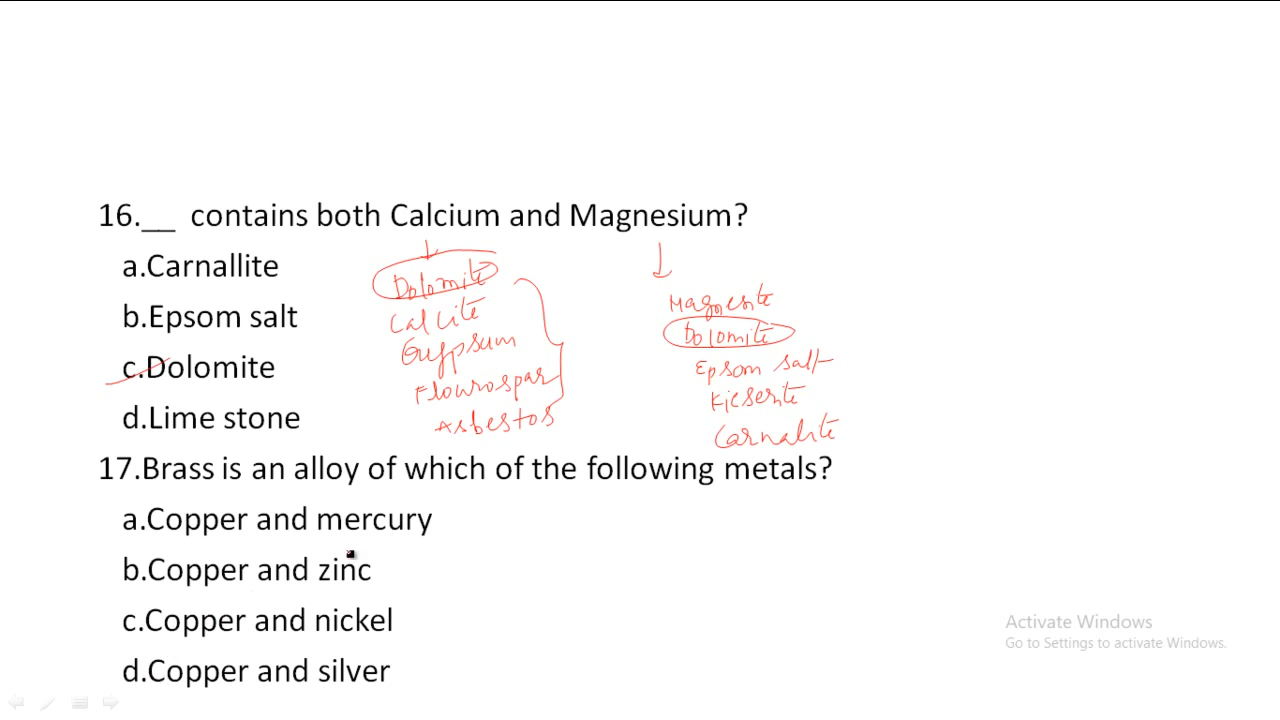 16.__ contains both Calcium and Magnesium?
a.Carnallite
b.Epsom salt
c.Dolomite
d.Lime stone
Dolomite
Calcite
Gypsum
Flourospar
Asbestos
Magnesite
Dolomite
Epsom salt
Kieserite
Carnalite
17.Brass is an alloy of which of the following metals?
a.Copper and mercury
b.Copper and zinc
c.Copper and nickel
d.Copper and silver
Activate Windows
Go to Settings to activate Windows.